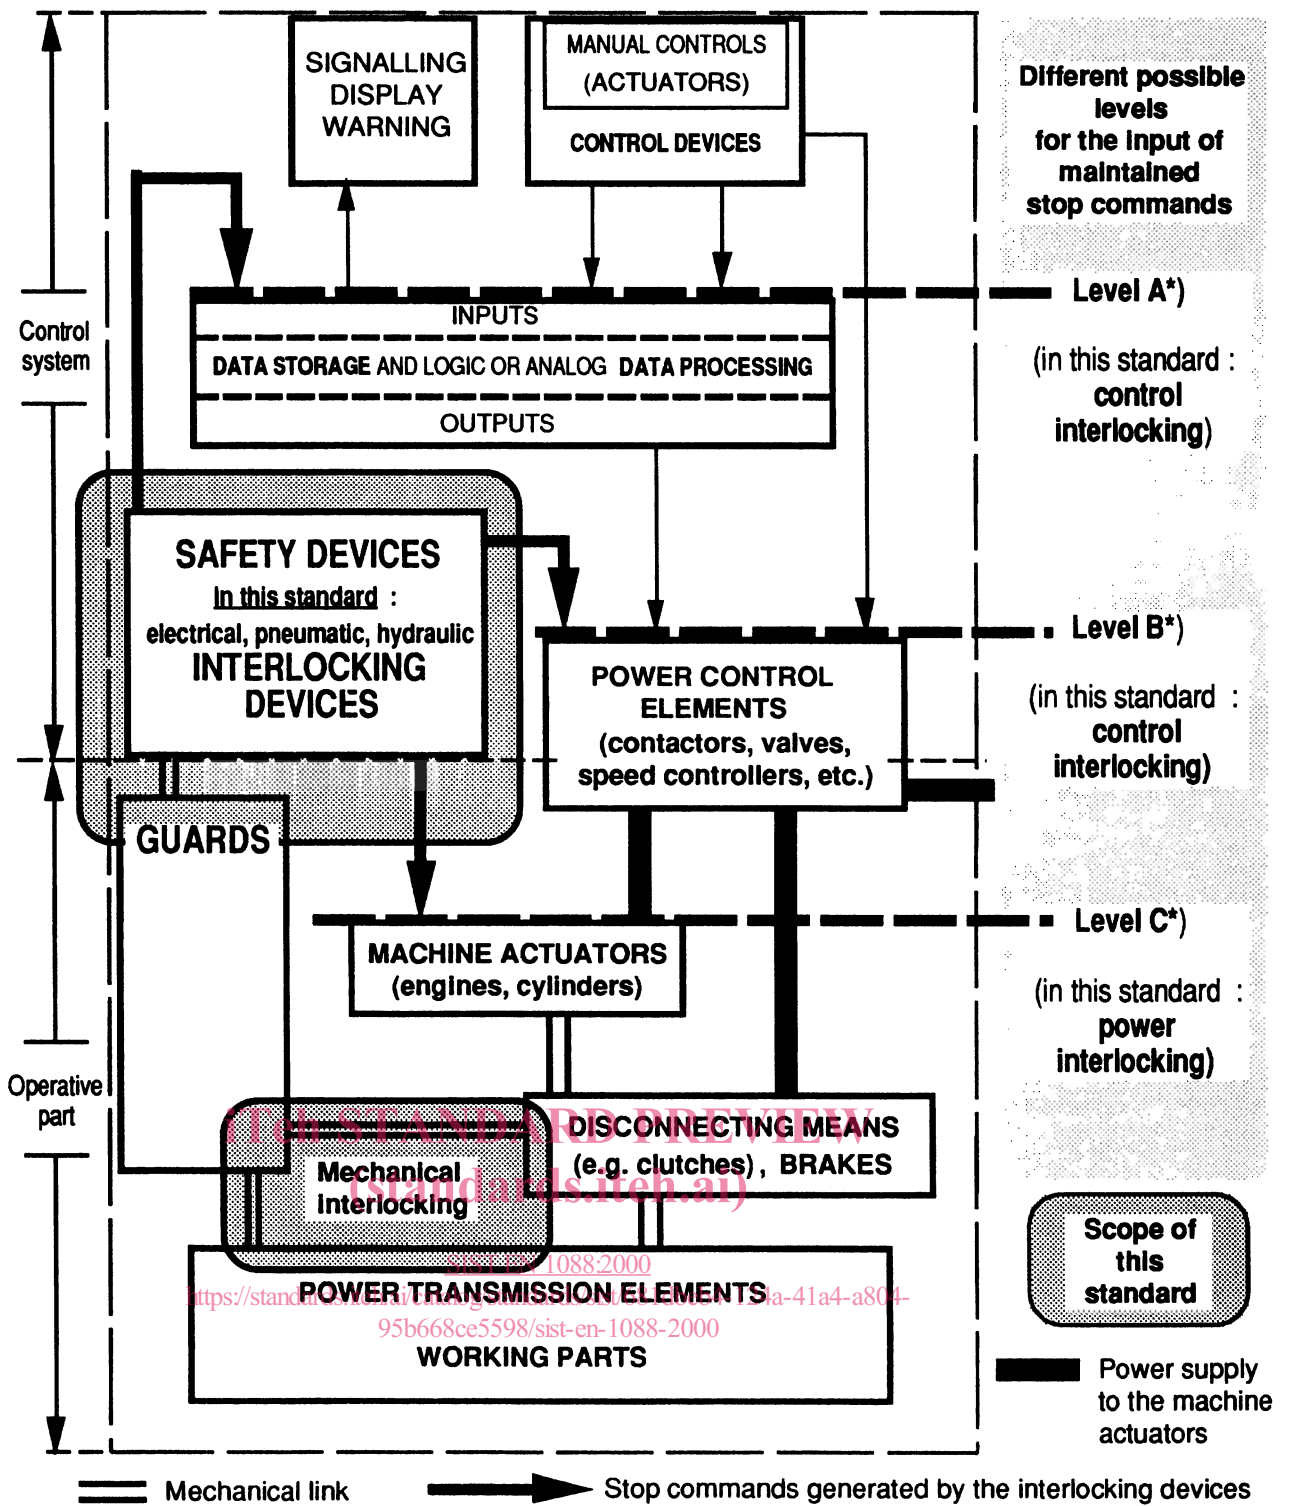 SIGNALLING
DISPLAY
WARNING
MANUAL CONTROLS
(ACTUATORS)
CONTROL DEVICES
Different possible
levels
for the input of
maintained
stop commands
Level A*)
(in this standard :
control
interlocking)
Control
system
INPUTS
DATA STORAGE AND LOGIC OR ANALOG DATA PROCESSING
OUTPUTS
SAFETY DEVICES
in this standard :
electrical, pneumatic, hydraulic
INTERLOCKING
DEVICES
Level B*)
(in this standard :
control
interlocking)
POWER CONTROL
ELEMENTS
(contactors, valves,
speed controllers, etc.)
GUARDS
Level C*)
(in this standard :
power
interlocking)
MACHINE ACTUATORS
(engines, cylinders)
Operative
part
iTeh STANDARD PREVIEW
(standards.iteh.ai)
DISCONNECTING MEANS
(e.g. clutches), BRAKES
Mechanical
interlocking
SIST EN 1088:2000
95b668ce5598/sist-en-1088-2000
POWER TRANSMISSION ELEMENTS
WORKING PARTS
Scope of
this
standard
Power supply
to the machine
actuators
Mechanical link
Stop commands generated by the interlocking devices